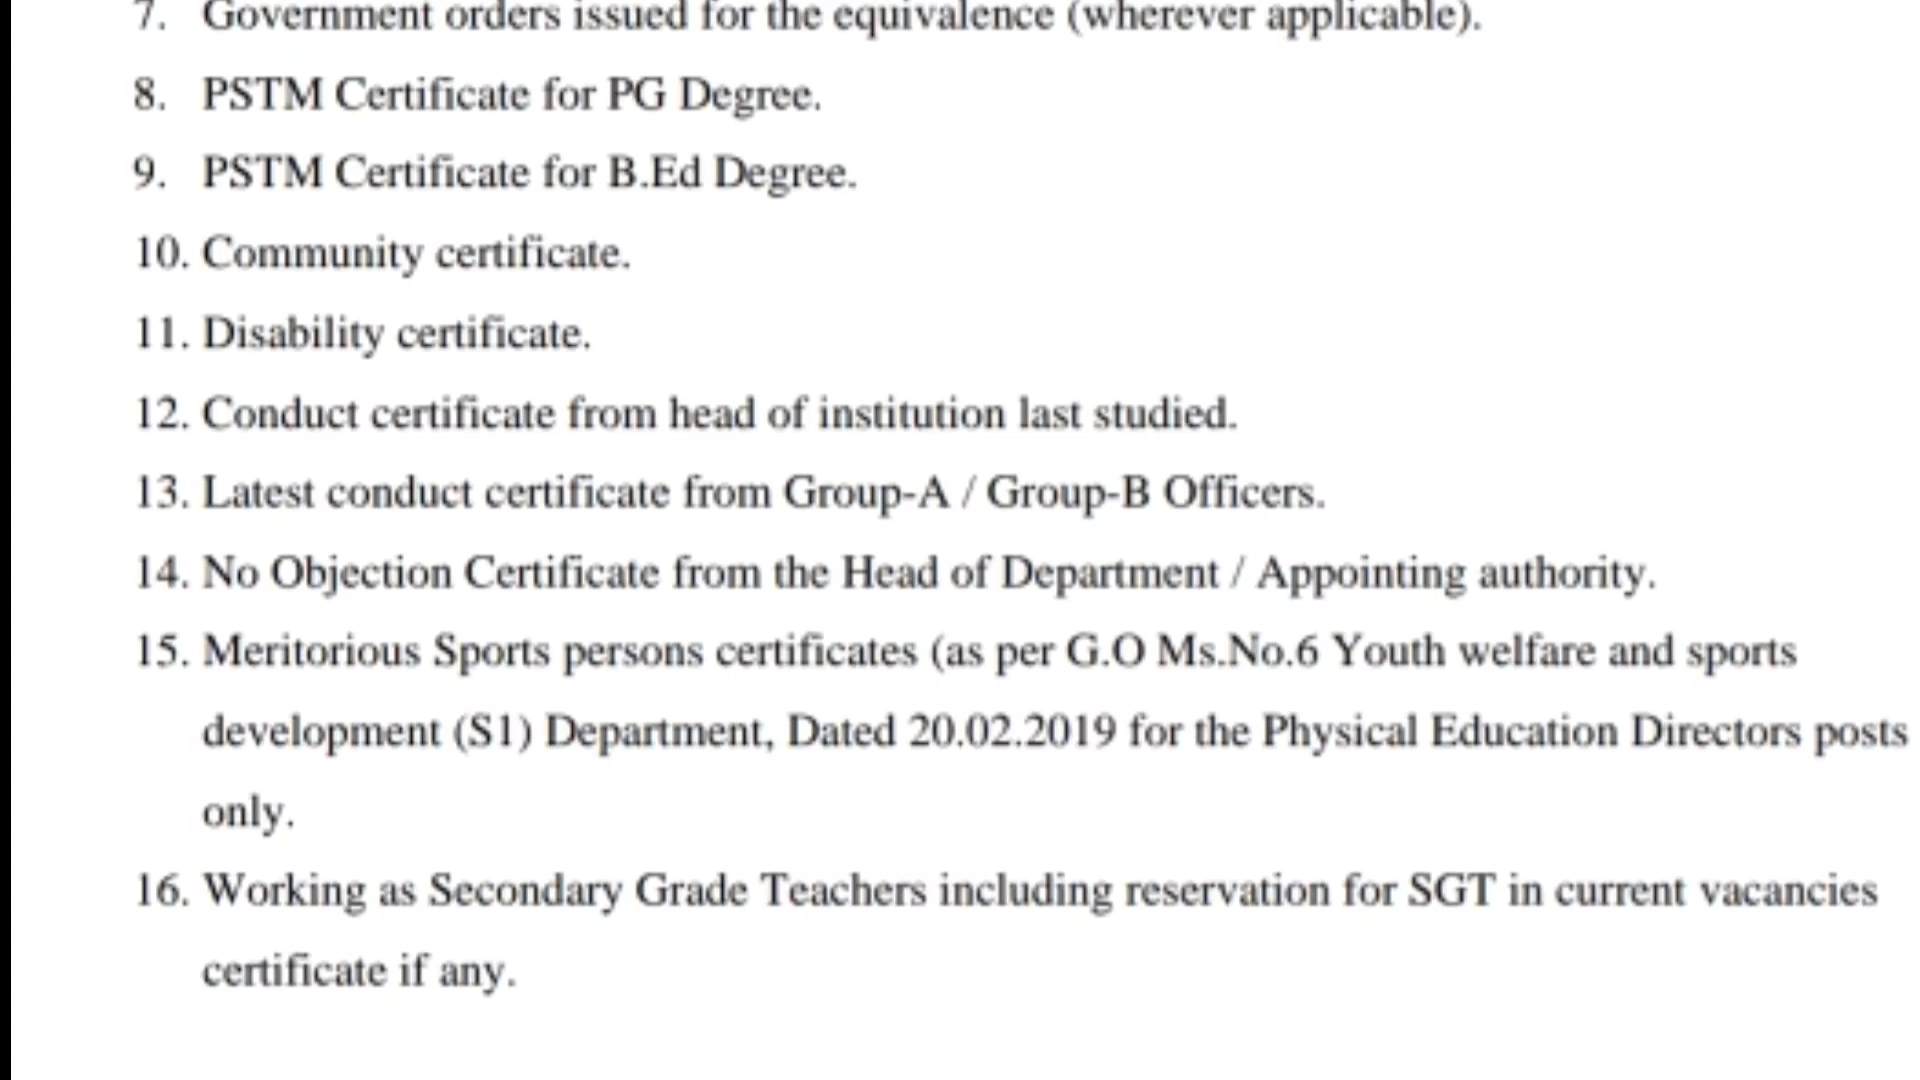 7. Government orders issued for the equivalence (wherever applicable).
8. PSTM Certificate for PG Degree.
9. PSTM Certificate for B.Ed Degree.
10. Community certificate.
11. Disability certificate.
12. Conduct certificate from head of institution last studied.
13. Latest conduct certificate from Group-A / Group-B Officers.
14. No Objection Certificate from the Head of Department / Appointing authority.
15. Meritorious Sports persons certificates (as per G.O Ms.No.6 Youth welfare and sports
development (S1) Department, Dated 20.02.2019 for the Physical Education Directors posts
only.
16. Working as Secondary Grade Teachers including reservation for SGT in current vacancies
certificate if any.